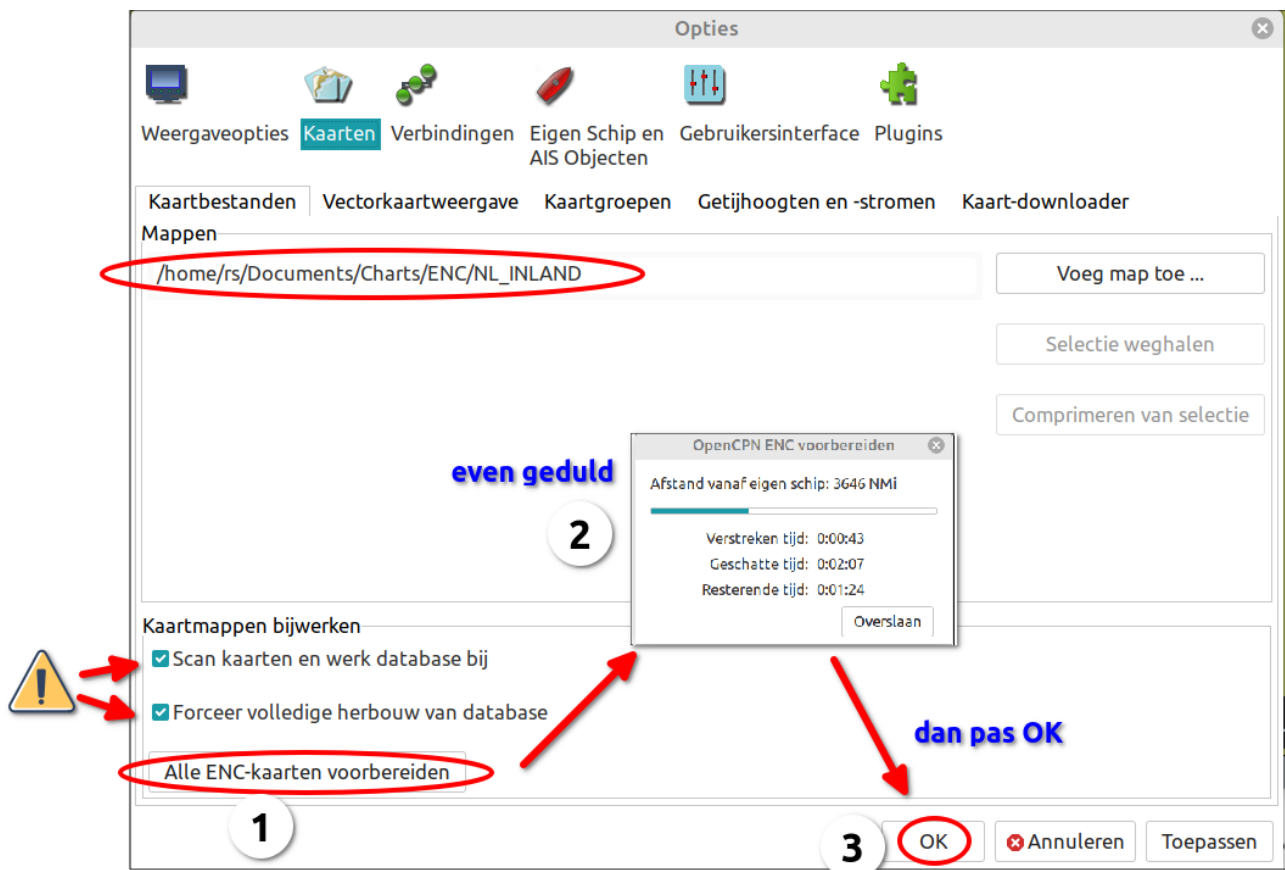 Opties
Weergaveopties Kaarten Verbindingen Eigen Schip en Gebruikersinterface Plugins
AIS Objecten
Kaartbestanden Vectorkaartweergave Kaartgroepen Getijhoogten en -stromen Kaart-downloader
Mappen
/home/rs/Documents/Charts/ENC/NL_INLAND
Voeg map toe ...
Selectie weghalen
Comprimeren van selectie
even geduld
2
OpenCPN ENC voorbereiden
Afstand vanaf eigen schip: 3646 NMi
Verstreken tijd: 0:00:43
Geschatte tijd: 0:02:07
Resterende tijd: 0:01:24
Overslaan
Kaartmappen bijwerken
Scan kaarten en werk database bij
Forceer volledige herbouw van database
dan pas OK
Alle ENC-kaarten voorbereiden
1
3
OK Annuleren Toepassen